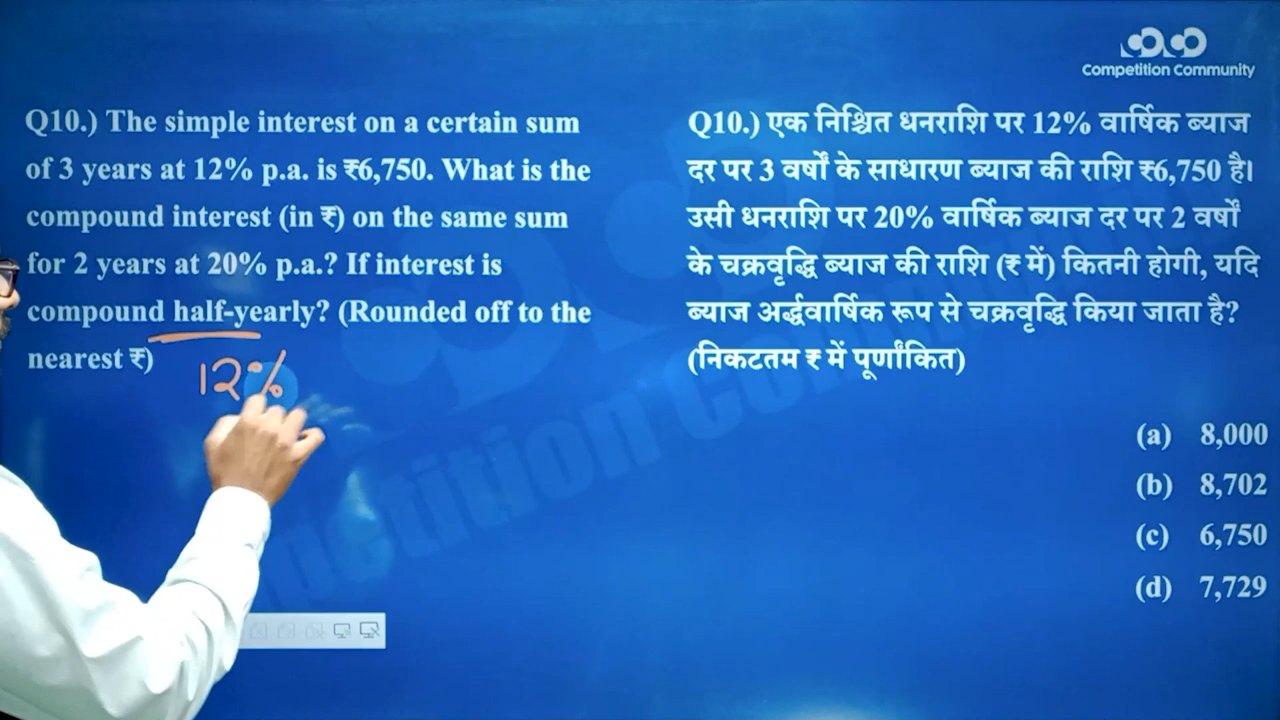 Competition Community
Q10.) The simple interest on a certain sum
of 3 years at 12% p.a. is ₹6,750. What is the
compound interest (in ₹) on the same sum
for 2 years at 20% p.a.? If interest is
compound half-yearly? (Rounded off to the
nearest ₹)
12%
Q10.) एक निश्चित धनराशि पर 12% वार्षिक ब्याज
दर पर 3 वर्षों के साधारण ब्याज की राशि ₹6,750 है।
उसी धनराशि पर 20% वार्षिक ब्याज दर पर 2 वर्षों
के चक्रवृद्धि ब्याज की राशि (₹ में) कितनी होगी, यदि
ब्याज अर्द्धवार्षिक रूप से चक्रवृद्धि किया जाता है?
(निकटतम ₹ में पूर्णांकित)
(a) 8,000
(b) 8,702
(c) 6,750
(d) 7,729